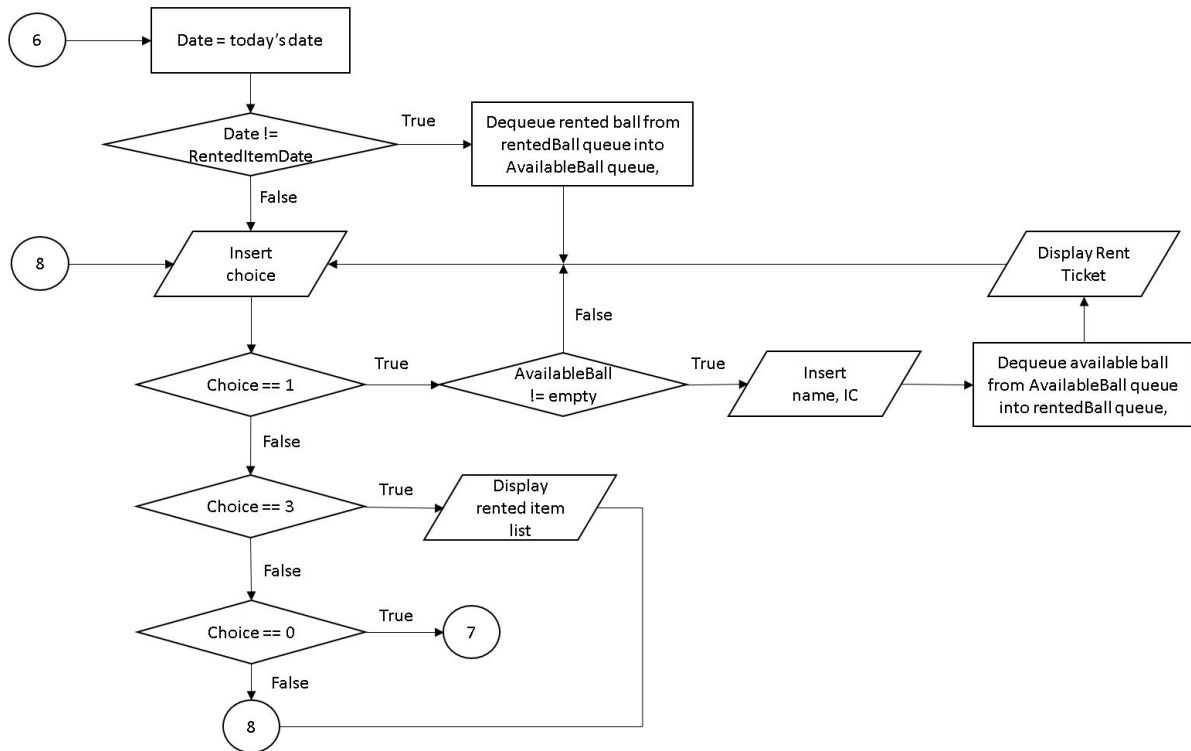 6
Date = today's date
Date !=
RentedItemDate
True
Dequeue rented ball from
rentedBall queue into
AvailableBall queue,
False
8
Insert
choice
Display Rent
Ticket
False
Choice == 1
True
AvailableBall
!= empty
True
Insert
name, IC
Dequeue available ball
from AvailableBall queue
into rentedBall queue,
False
Choice == 3
True
Display
rented item
list
False
Choice == 0
True
7
False
8